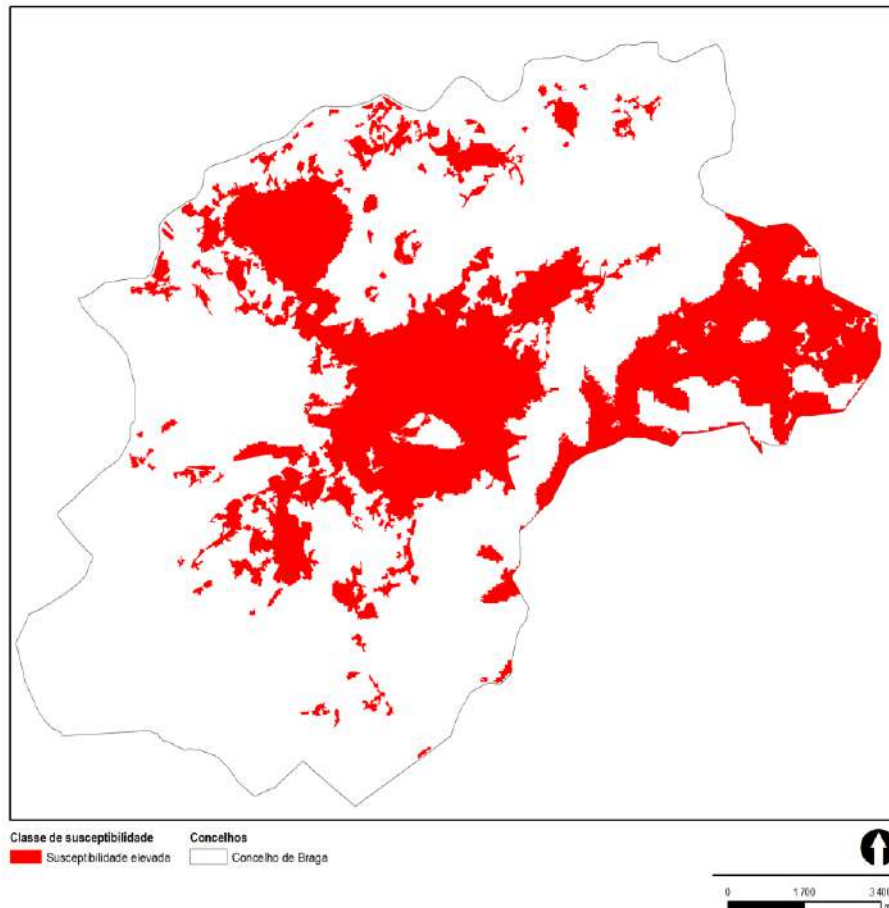 Classe de susceptibilidade
Susceptibilidade elevada
Concelhos
Concelho de Braga
0 1 700 3 400